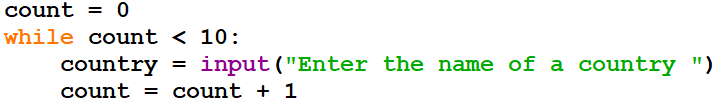 count = 0
while count < 10:
    country = input("Enter the name of a country ")
    count = count + 1